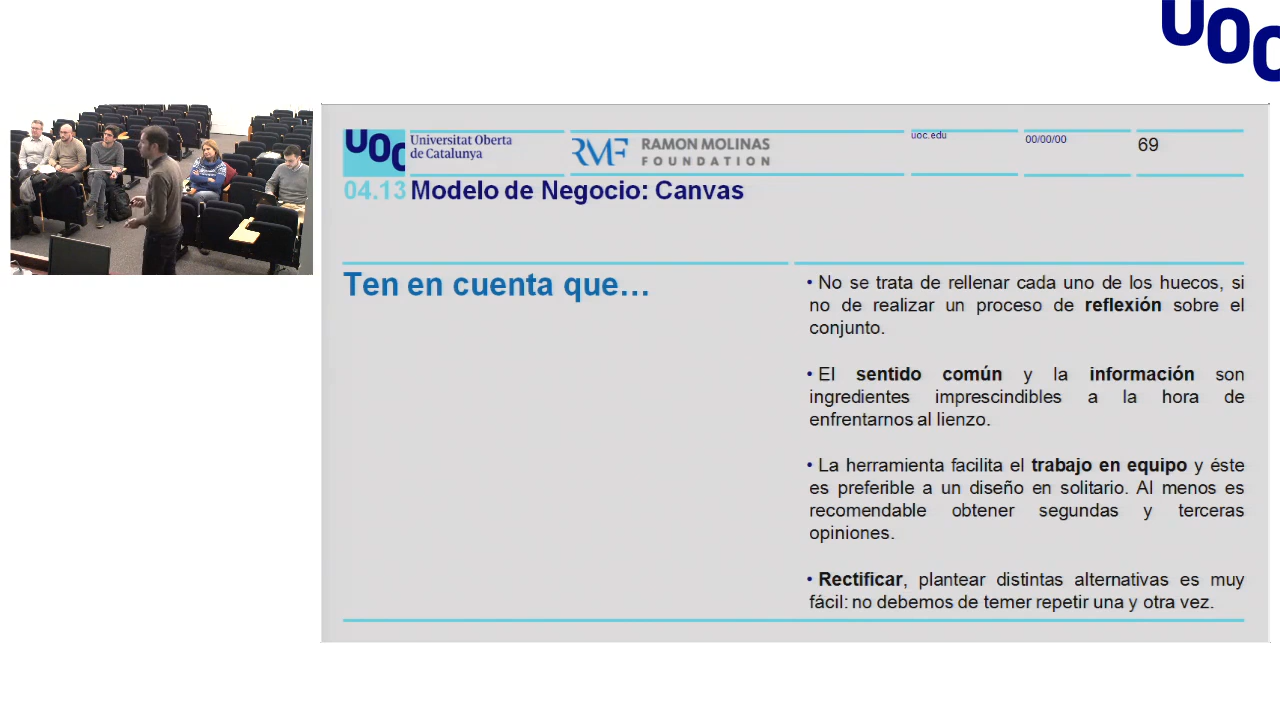 UOC
UOC
Universitat Oberta
de Catalunya
RMF
RAMON MOLINAS
FOUNDATION
uoc.edu
00/00/00
69
04.13 Modelo de Negocio: Canvas
Ten en cuenta que…
• No se trata de rellenar cada uno de los huecos, si
no de realizar un proceso de reflexión sobre el
conjunto.
• El sentido común y la información son
ingredientes imprescindibles a la hora de
enfrentarnos al lienzo.
• La herramienta facilita el trabajo en equipo y éste
es preferible a un diseño en solitario. Al menos es
recomendable obtener segundas y terceras
opiniones.
• Rectificar, plantear distintas alternativas es muy
fácil: no debemos de temer repetir una y otra vez.